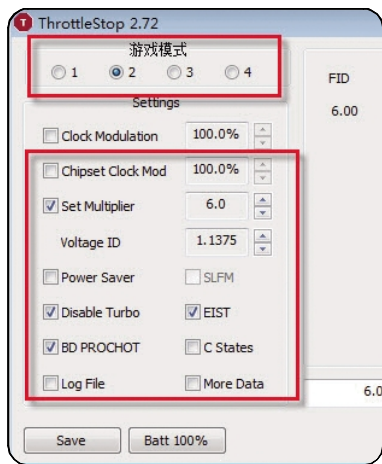 ThrottleStop 2.72
游戏模式
1 2 3 4
FID
6.00
Settings
Clock Modulation 100.0%
Chipset Clock Mod 100.0%
Set Multiplier 6.0
Voltage ID 1.1375
Power Saver SLFM
Disable Turbo EIST
BD PROCHOT C States
Log File More Data
6.0
Save Batt 100%